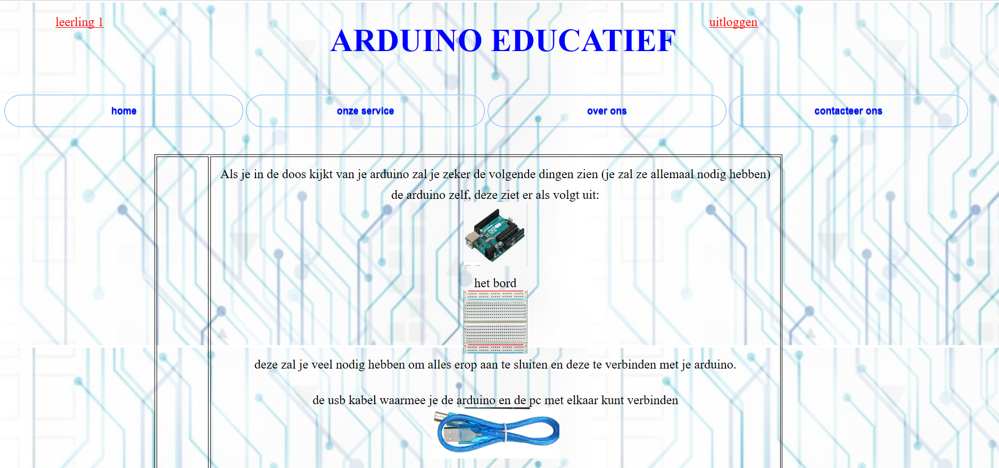 leerling 1
uitloggen
ARDUINO EDUCATIEF
home
onze service
over ons
contacteer ons
Als je in de doos kijkt van je arduino zal je zeker de volgende dingen zien (je zal ze allemaal nodig hebben)
de arduino zelf, deze ziet er als volgt uit:
het bord
deze zal je veel nodig hebben om alles erop aan te sluiten en deze te verbinden met je arduino.
de usb kabel waarmee je de arduino en de pc met elkaar kunt verbinden